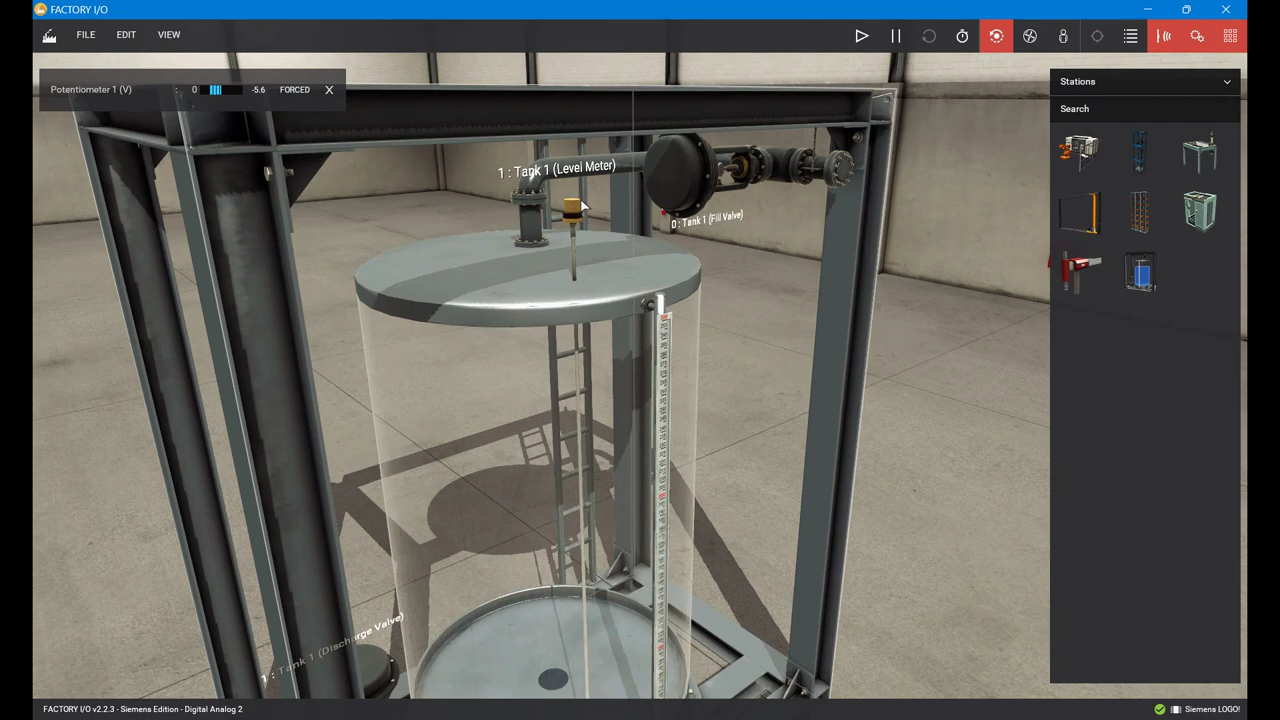 FACTORY I/O
FILE EDIT VIEW
Potentiometer 1 (V) : 0 -5.6 FORCED X
Stations
Search
1 : Tank 1 (Level Meter)
0 : Tank 1 (Fill Valve)
1 : Tank 1 (Discharge Valve)
FACTORY I/O v2.2.3 - Siemens Edition - Digital Analog 2
Siemens LOGO!